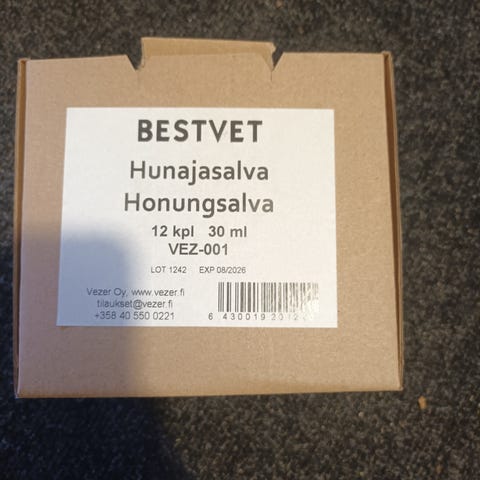 BESTVET
Hunajasalva
Honungsalva
12 kpl 30 ml
VEZ-001
LOT 1242 EXP 08/2026
Vezer Oy, www.vezer.fi
tilaukset@vezer.fi
+358 40 550 0221